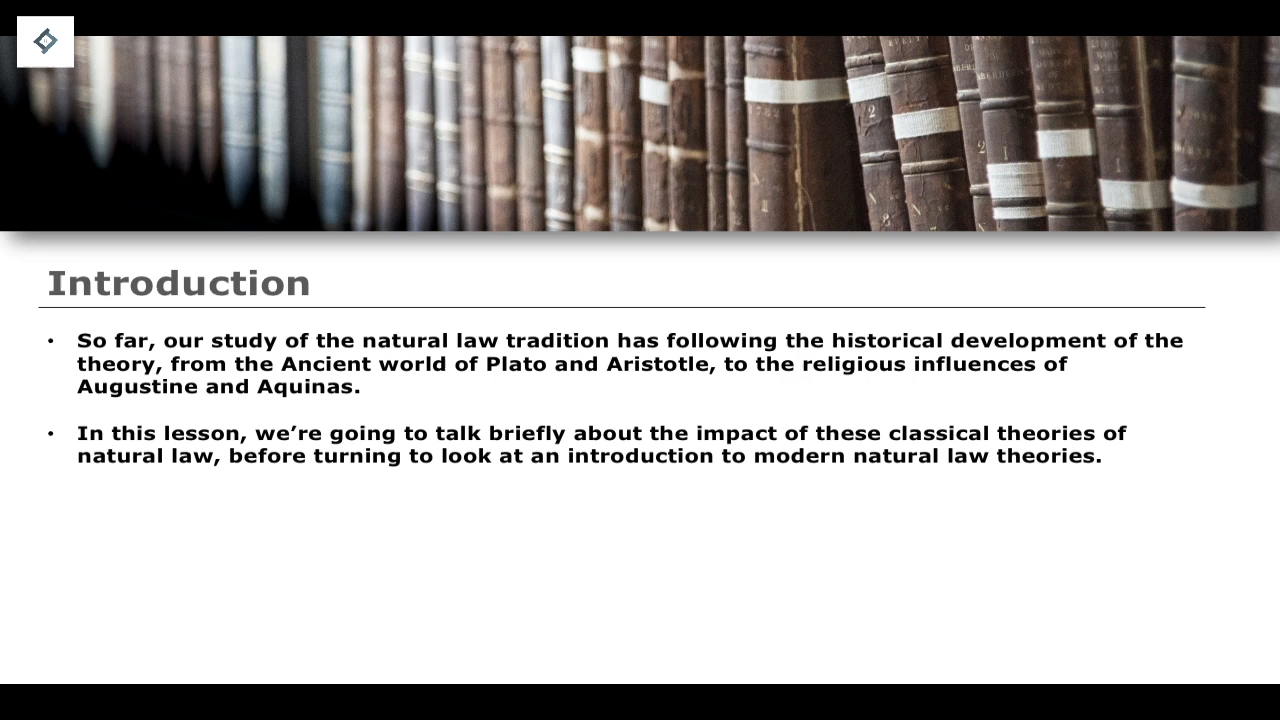 Introduction
• So far, our study of the natural law tradition has following the historical development of the
theory, from the Ancient world of Plato and Aristotle, to the religious influences of
Augustine and Aquinas.
• In this lesson, we’re going to talk briefly about the impact of these classical theories of
natural law, before turning to look at an introduction to modern natural law theories.